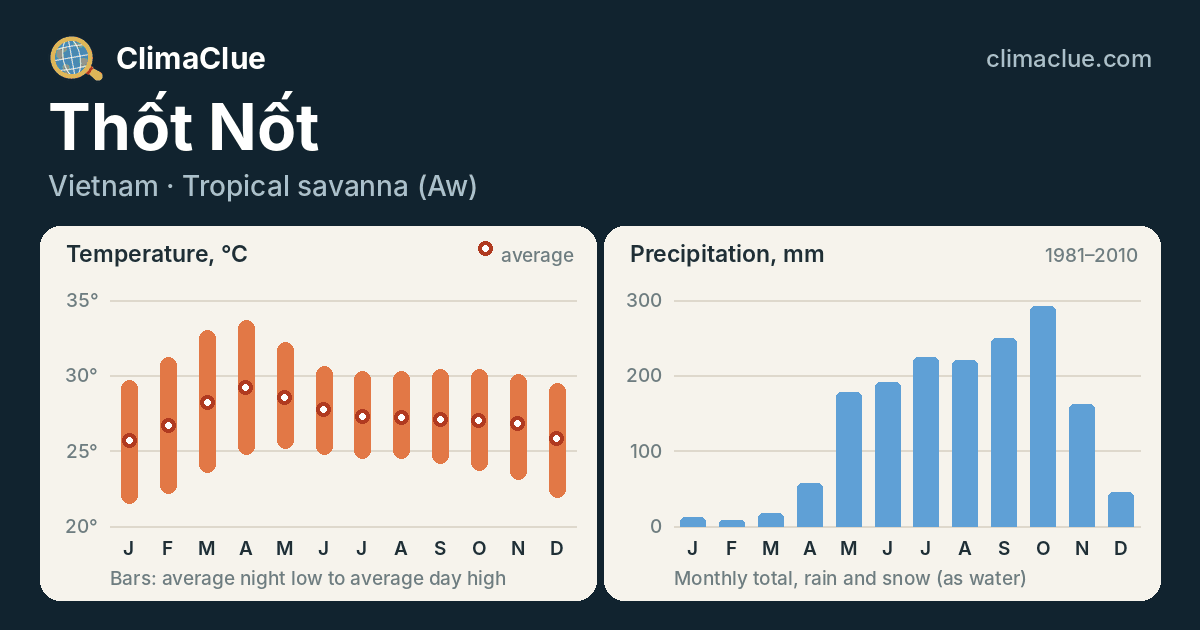 ClimaClue
climaclue.com
Thốt Nốt
Vietnam · Tropical savanna (Aw)
Temperature, °C
average
35°
30°
25°
20°
J F M A M J J A S O N D
Bars: average night low to average day high
Precipitation, mm
1981–2010
300
200
100
0
J F M A M J J A S O N D
Monthly total, rain and snow (as water)